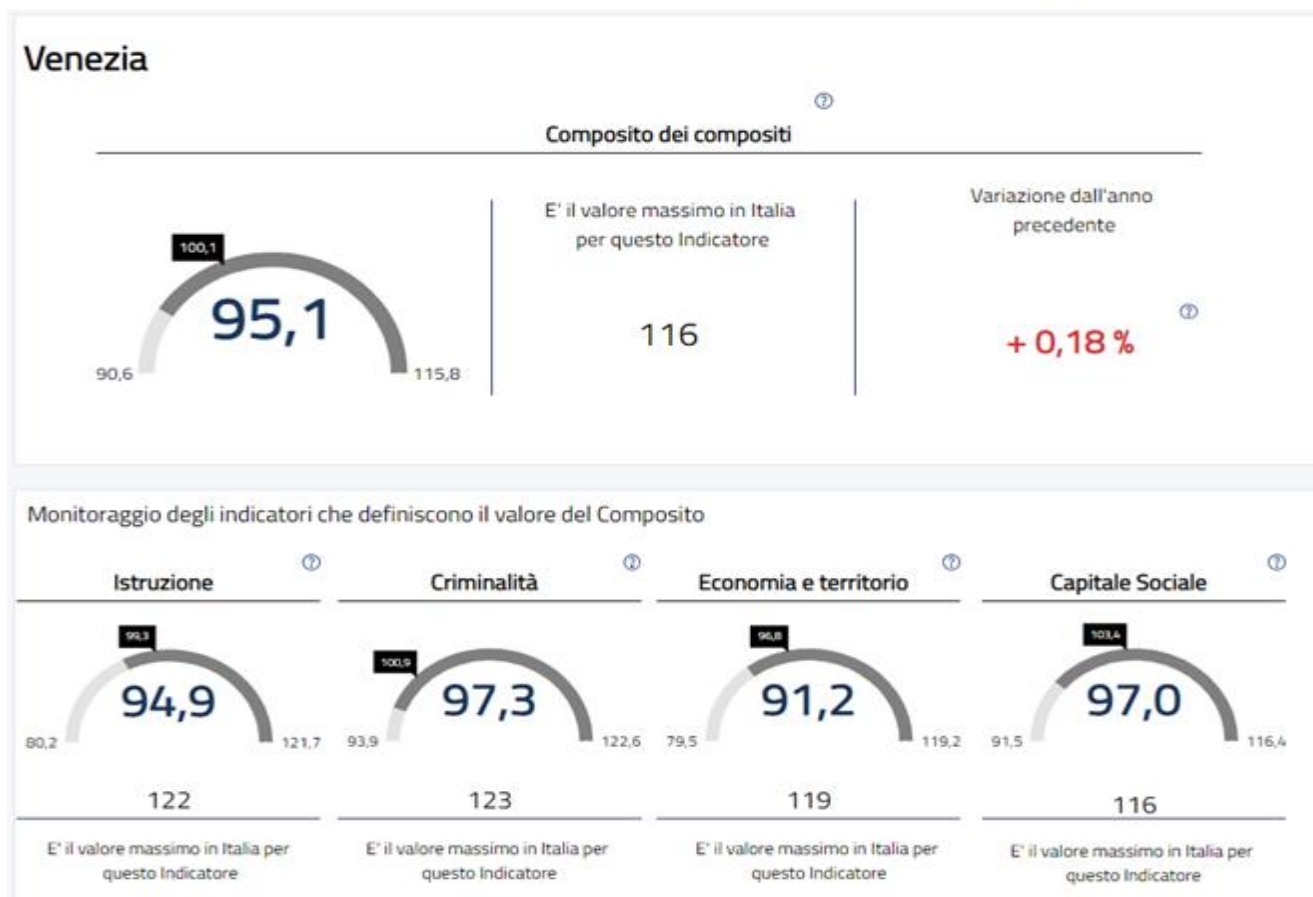 Venezia
Composito dei compositi
E' il valore massimo in Italia
per questo Indicatore
Variazione dall'anno
precedente
100,1
95,1
90,6
115,8
116
+ 0,18 %
Monitoraggio degli indicatori che definiscono il valore del Composito
Istruzione
99,3
94,9
80,2
121,7
122
E' il valore massimo in Italia per
questo Indicatore
Criminalità
100,9
97,3
93,9
122,6
123
E' il valore massimo in Italia per
questo Indicatore
Economia e territorio
96,8
91,2
79,5
119,2
119
E' il valore massimo in Italia per
questo Indicatore
Capitale Sociale
103,4
97,0
91,5
116,4
116
E' il valore massimo in Italia per
questo Indicatore